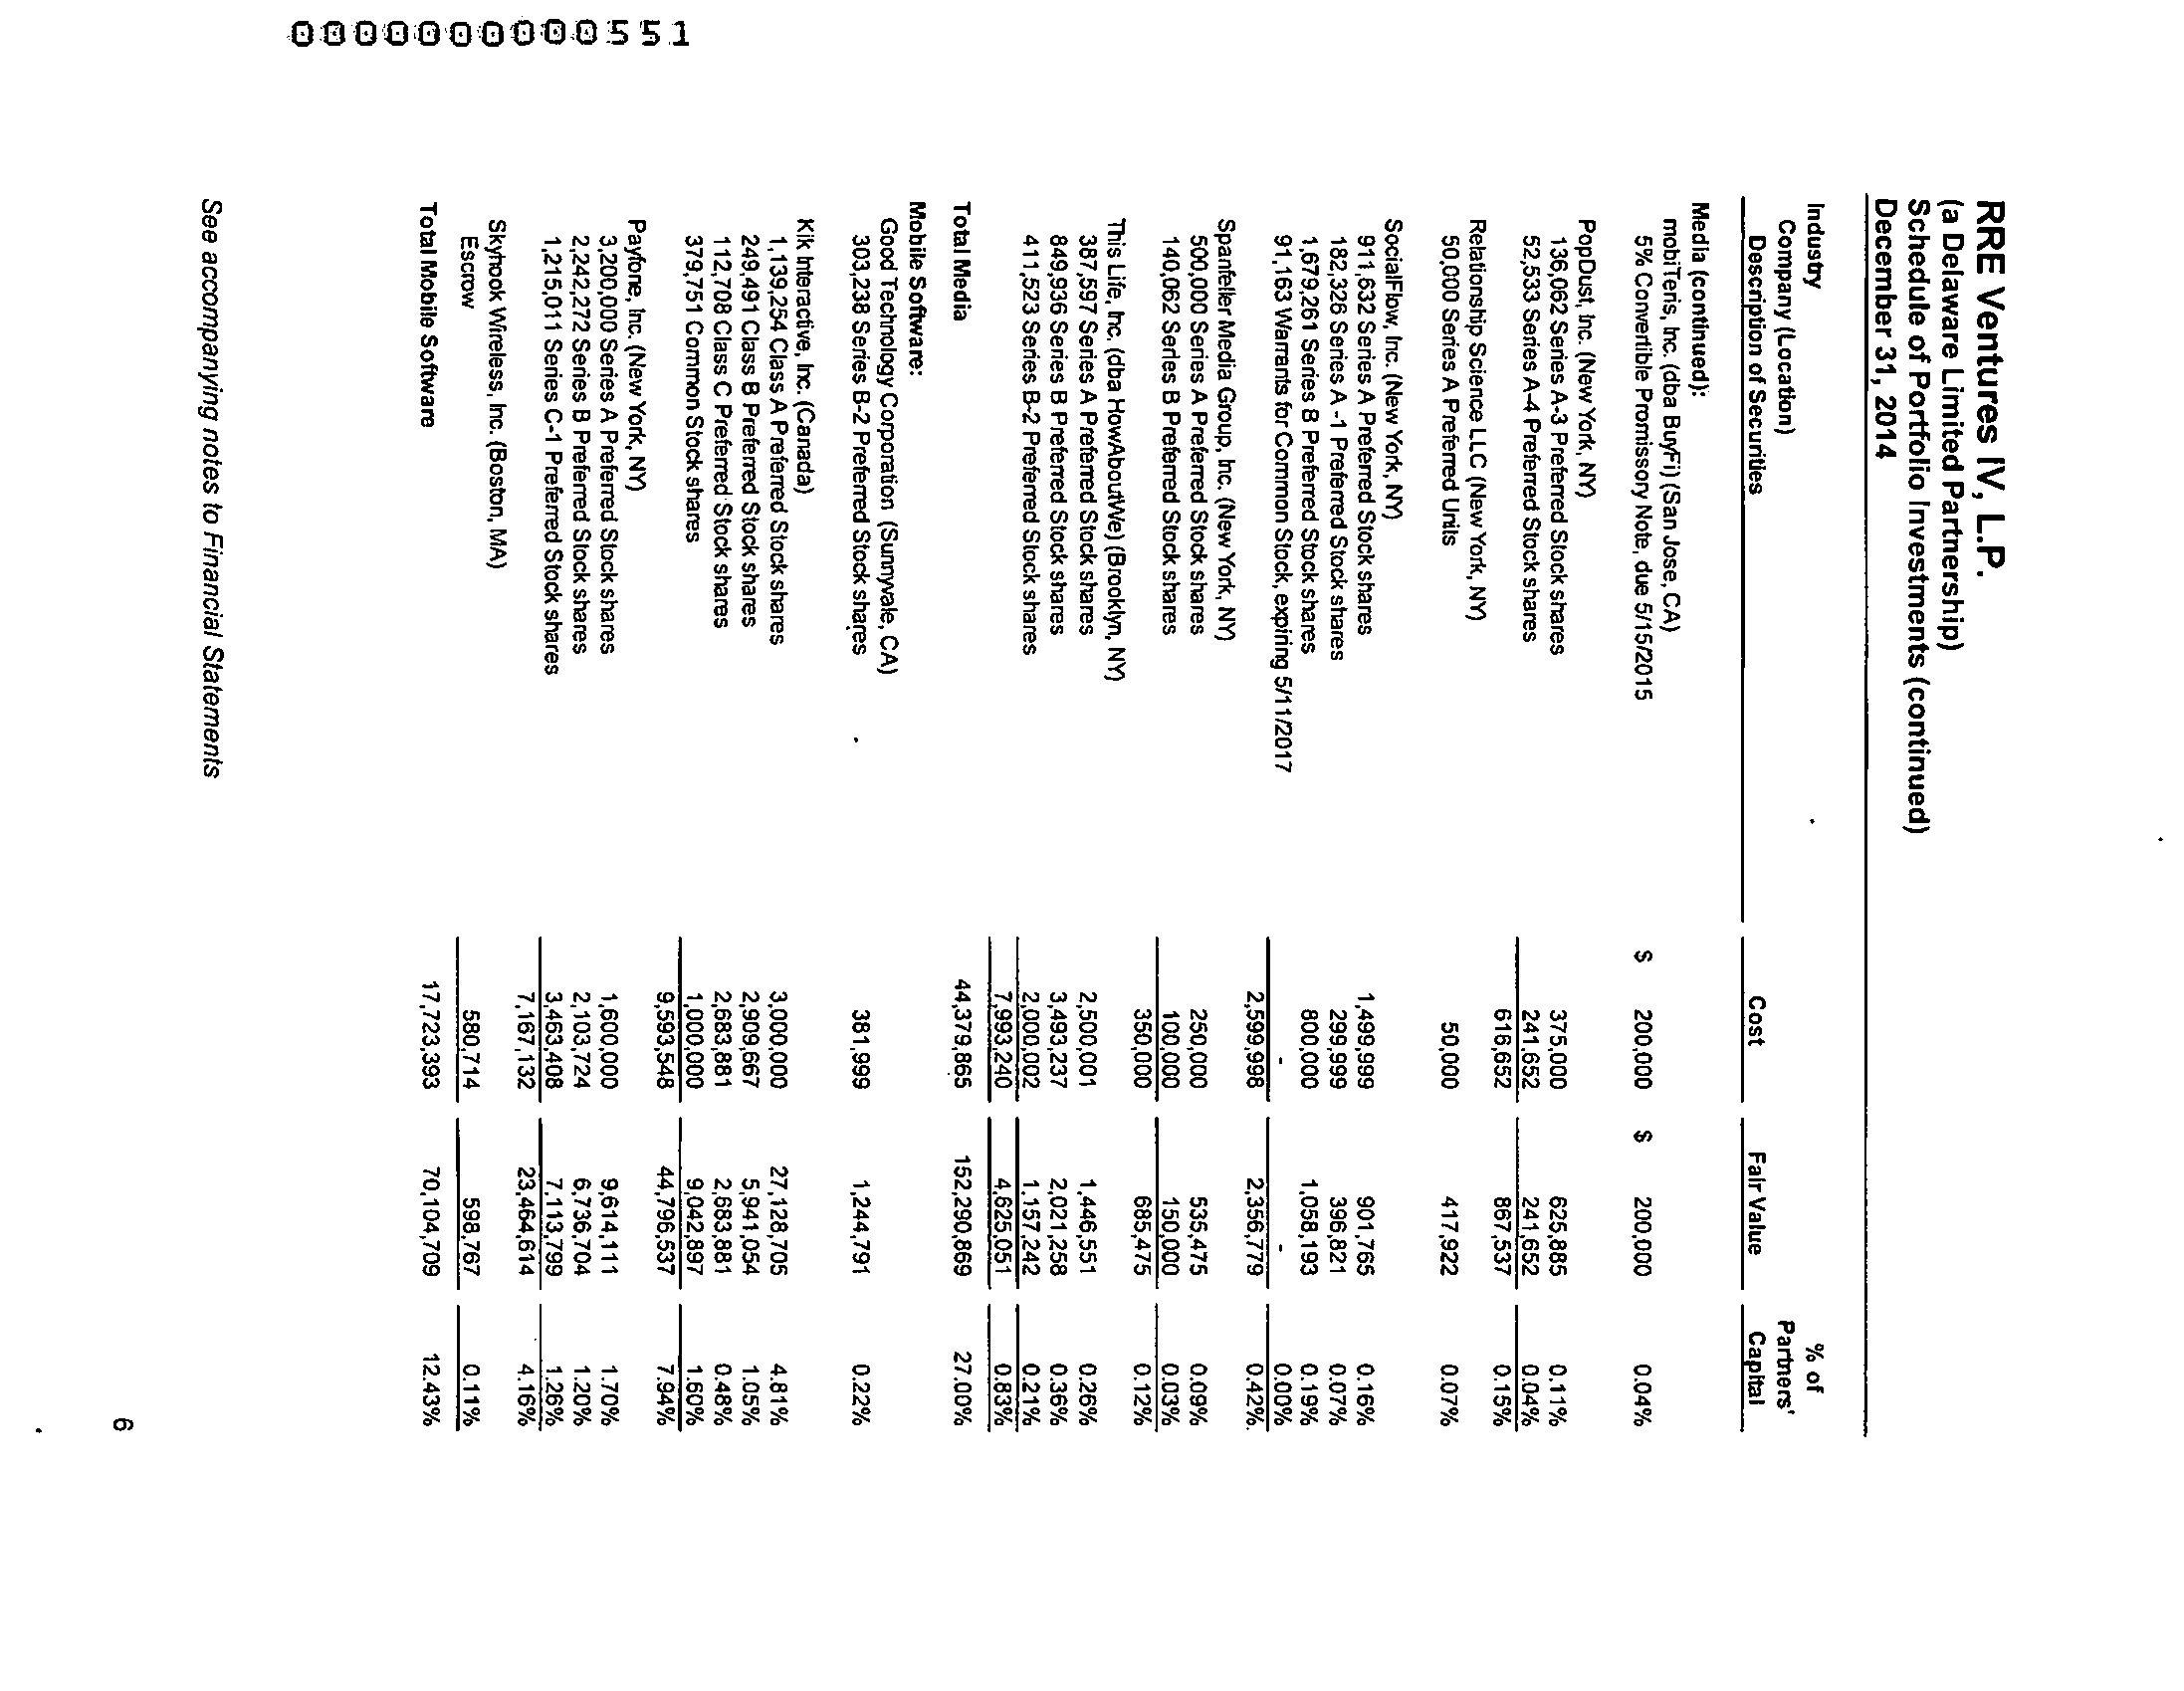 0000000000551
RRE Ventures IV, L.P.
(a Delaware Limited Partnership)
Schedule of Portfolio Investments (continued)
December 31, 2014
Industry % of
Company (Location) Partners'
Description of Securities Cost Fair Value Capital
Media (continued):
mobiTeris, Inc. (dba BuyFi) (San Jose, CA)
5% Convertible Promissory Note, due 5/15/2015 $ 200,000 $ 200,000 0.04%
PopDust, Inc. (New York, NY)
136,062 Series A-3 Preferred Stock shares 375,000 625,885 0.11%
52,533 Series A-4 Preferred Stock shares 241,652 241,652 0.04%
616,652 867,537 0.15%
Relationship Science LLC (New York, NY)
50,000 Series A Preferred Units 50,000 417,922 0.07%
SocialFlow, Inc. (New York, NY)
911,632 Series A Preferred Stock shares 1,499,999 901,765 0.16%
182,326 Series A -1 Preferred Stock shares 299,999 396,821 0.07%
1,679,261 Series B Preferred Stock shares 800,000 1,058,193 0.19%
91,163 Warrants for Common Stock, expiring 5/11/2017 - - 0.00%
2,599,998 2,356,779 0.42%
Spanfeller Media Group, Inc. (New York, NY)
500,000 Series A Preferred Stock shares 250,000 535,475 0.09%
140,062 Series B Preferred Stock shares 100,000 150,000 0.03%
350,000 685,475 0.12%
This Life, Inc. (dba HowAboutWe) (Brooklyn, NY)
387,597 Series A Preferred Stock shares 2,500,001 1,446,551 0.26%
849,936 Series B Preferred Stock shares 3,493,237 2,021,258 0.36%
411,523 Series B-2 Preferred Stock shares 2,000,002 1,157,242 0.21%
7,993,240 4,625,051 0.83%
Total Media 44,379,865 152,290,869 27.00%
Mobile Software:
Good Technology Corporation (Sunnyvale, CA)
303,238 Series B-2 Preferred Stock shares 381,999 1,244,791 0.22%
Kik Interactive, Inc. (Canada)
1,139,254 Class A Preferred Stock shares 3,000,000 27,128,705 4.81%
249,491 Class B Preferred Stock shares 2,909,667 5,941,054 1.05%
112,708 Class C Preferred Stock shares 2,683,881 2,683,881 0.48%
379,751 Common Stock shares 1,000,000 9,042,897 1.60%
9,593,548 44,796,537 7.94%
Payfone, Inc. (New York, NY)
3,200,000 Series A Preferred Stock shares 1,600,000 9,614,111 1.70%
2,242,272 Series B Preferred Stock shares 2,103,724 6,736,704 1.20%
1,215,011 Series C-1 Preferred Stock shares 3,463,408 7,113,799 1.26%
7,167,132 23,464,614 4.16%
Skyhook Wireless, Inc. (Boston, MA)
Escrow 580,714 598,767 0.11%
Total Mobile Software 17,723,393 70,104,709 12.43%
See accompanying notes to Financial Statements
6